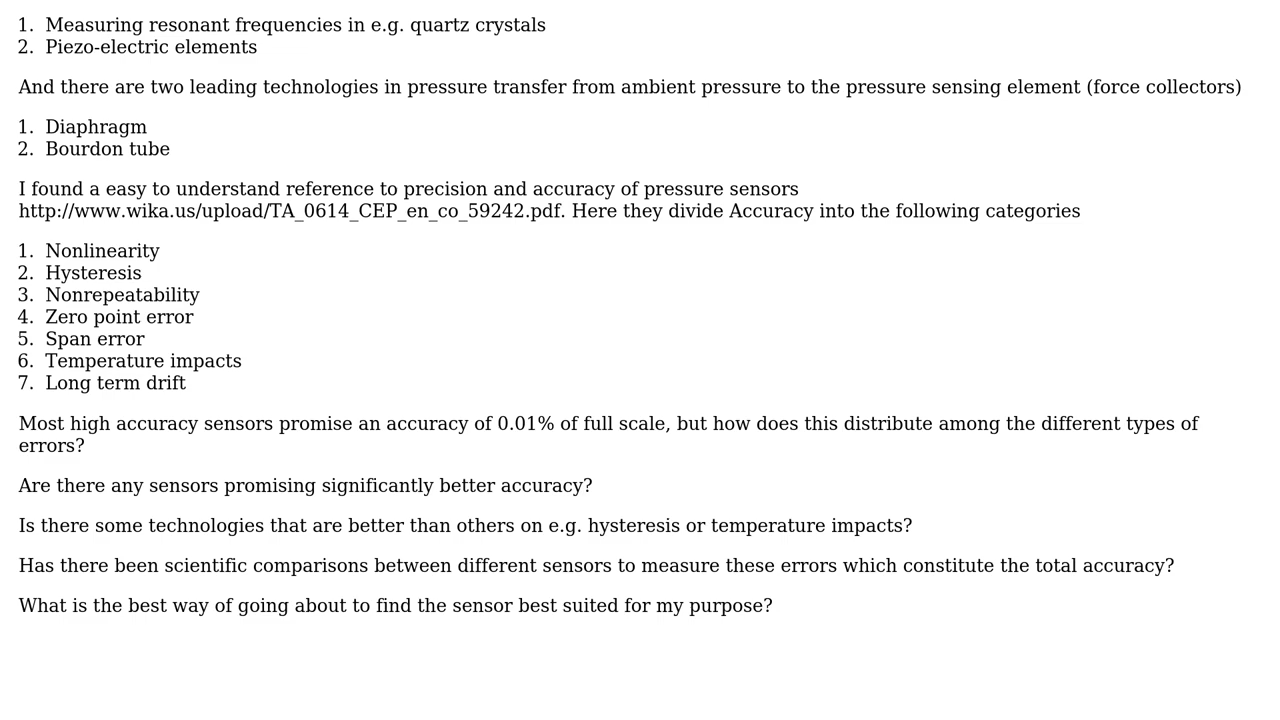 1. Measuring resonant frequencies in e.g. quartz crystals
2. Piezo-electric elements
And there are two leading technologies in pressure transfer from ambient pressure to the pressure sensing element (force collectors)
1. Diaphragm
2. Bourdon tube
I found a easy to understand reference to precision and accuracy of pressure sensors
http://www.wika.us/upload/TA_0614_CEP_en_co_59242.pdf. Here they divide Accuracy into the following categories
1. Nonlinearity
2. Hysteresis
3. Nonrepeatability
4. Zero point error
5. Span error
6. Temperature impacts
7. Long term drift
Most high accuracy sensors promise an accuracy of 0.01% of full scale, but how does this distribute among the different types of
errors?
Are there any sensors promising significantly better accuracy?
Is there some technologies that are better than others on e.g. hysteresis or temperature impacts?
Has there been scientific comparisons between different sensors to measure these errors which constitute the total accuracy?
What is the best way of going about to find the sensor best suited for my purpose?